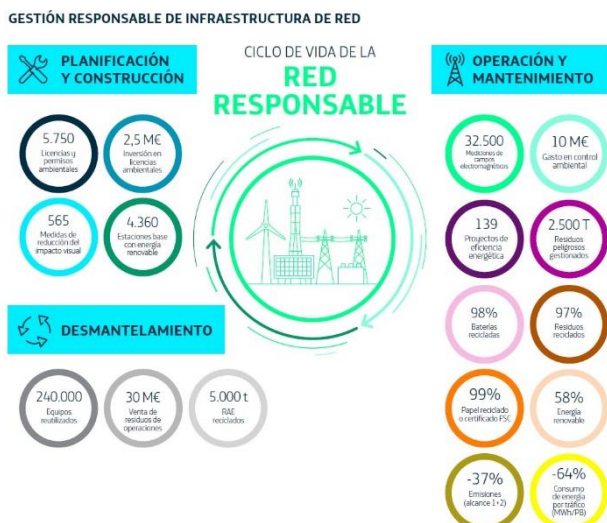 GESTIÓN RESPONSABLE DE INFRAESTRUCTURA DE RED
PLANIFICACIÓN
Y CONSTRUCCIÓN
5.750
Licencias y
permisos
ambientales
2,5 M€
Inversión en
licencias
ambientales
565
Medidas de
reducción del
impacto visual
4.360
Estaciones base
con energía
renovable
CICLO DE VIDA DE LA
RED
RESPONSABLE
OPERACIÓN Y
MANTENIMIENTO
32.500
Mediciones de
campos
electromagnéticos
10 M€
Gasto en control
ambiental
139
Proyectos de
eficiencia
energética
2.500 T
Residuos
peligrosos
gestionados
98%
Baterías
recicladas
97%
Residuos
reciclados
99%
Papel reciclado
o certificado FSC
58%
Energía
renovable
-37%
Emisiones
(alcance 1+2)
-64%
Consumo
de energía
por tráfico
(MWh/PB)
DESMANTELAMIENTO
240.000
Equipos
reutilizados
30 M€
Venta de
residuos de
operaciones
5.000 t
RAE
reciclados